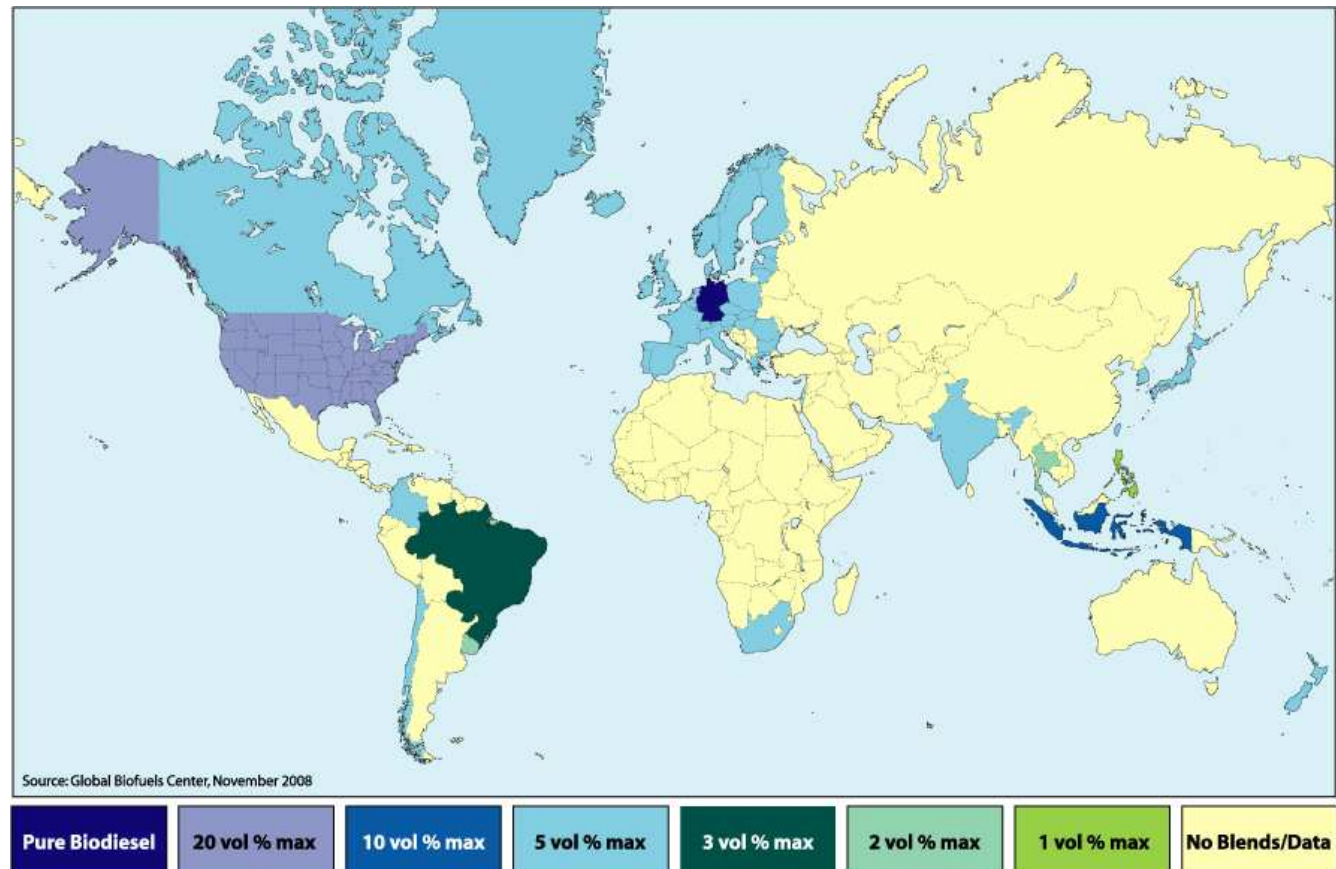 Source: Global Biofuels Center, November 2008
Pure Biodiesel
20 vol % max
10 vol % max
5 vol % max
3 vol % max
2 vol % max
1 vol % max
No Blends/Data